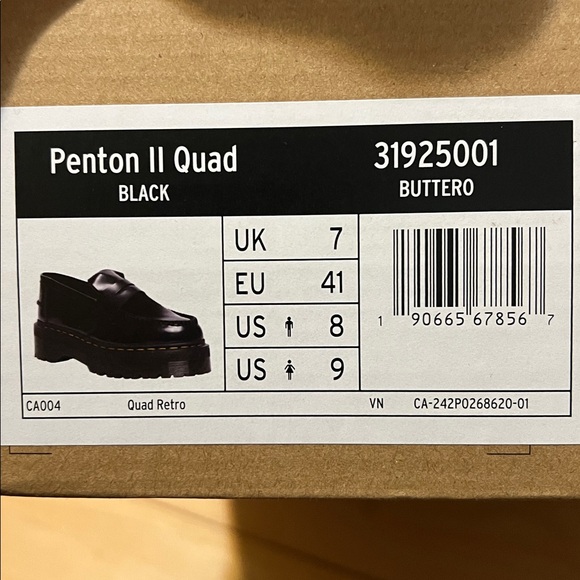 Penton II Quad
BLACK
31925001
BUTTERO
UK 7
EU 41
US 8
US 9
1 90665 67856 7
CA004 Quad Retro VN CA-242P0268620-01